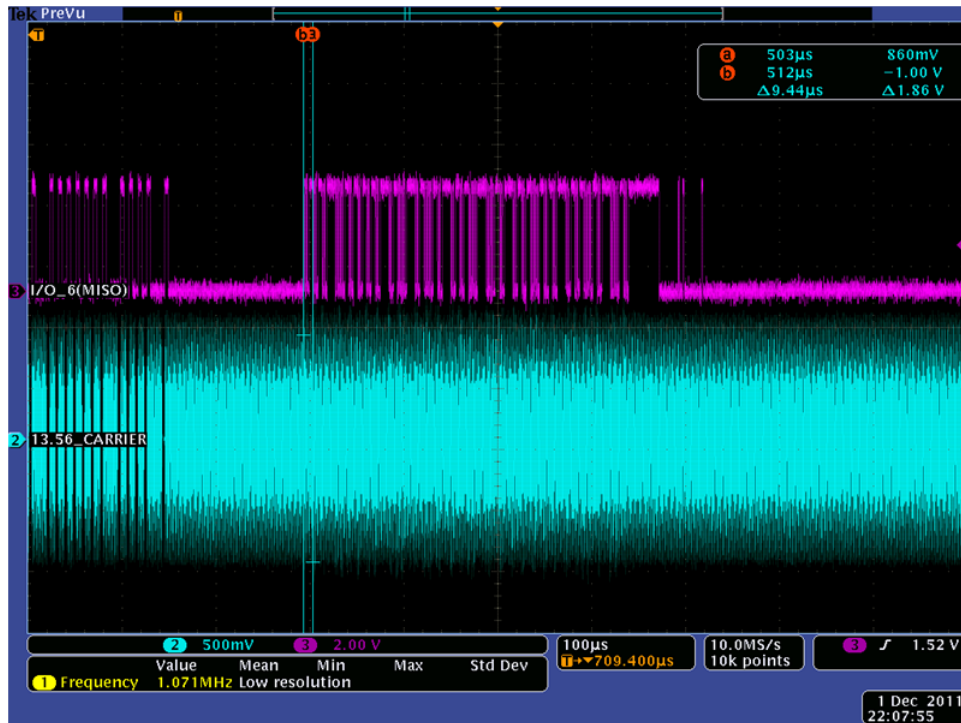 Tek PreVu
T
T
b a
a 503µs 860mV
b 512µs −1.00 V
Δ9.44µs Δ1.86 V
3 I/O_6(MISO)
2 13.56_CARRIER
2 500mV 3 2.00 V
100µs
T→▼709.400µs
10.0MS/s
10k points
3 ∫ 1.52 V
Value Mean Min Max Std Dev
1 Frequency 1.071MHz Low resolution
1 Dec 2011
22:07:55